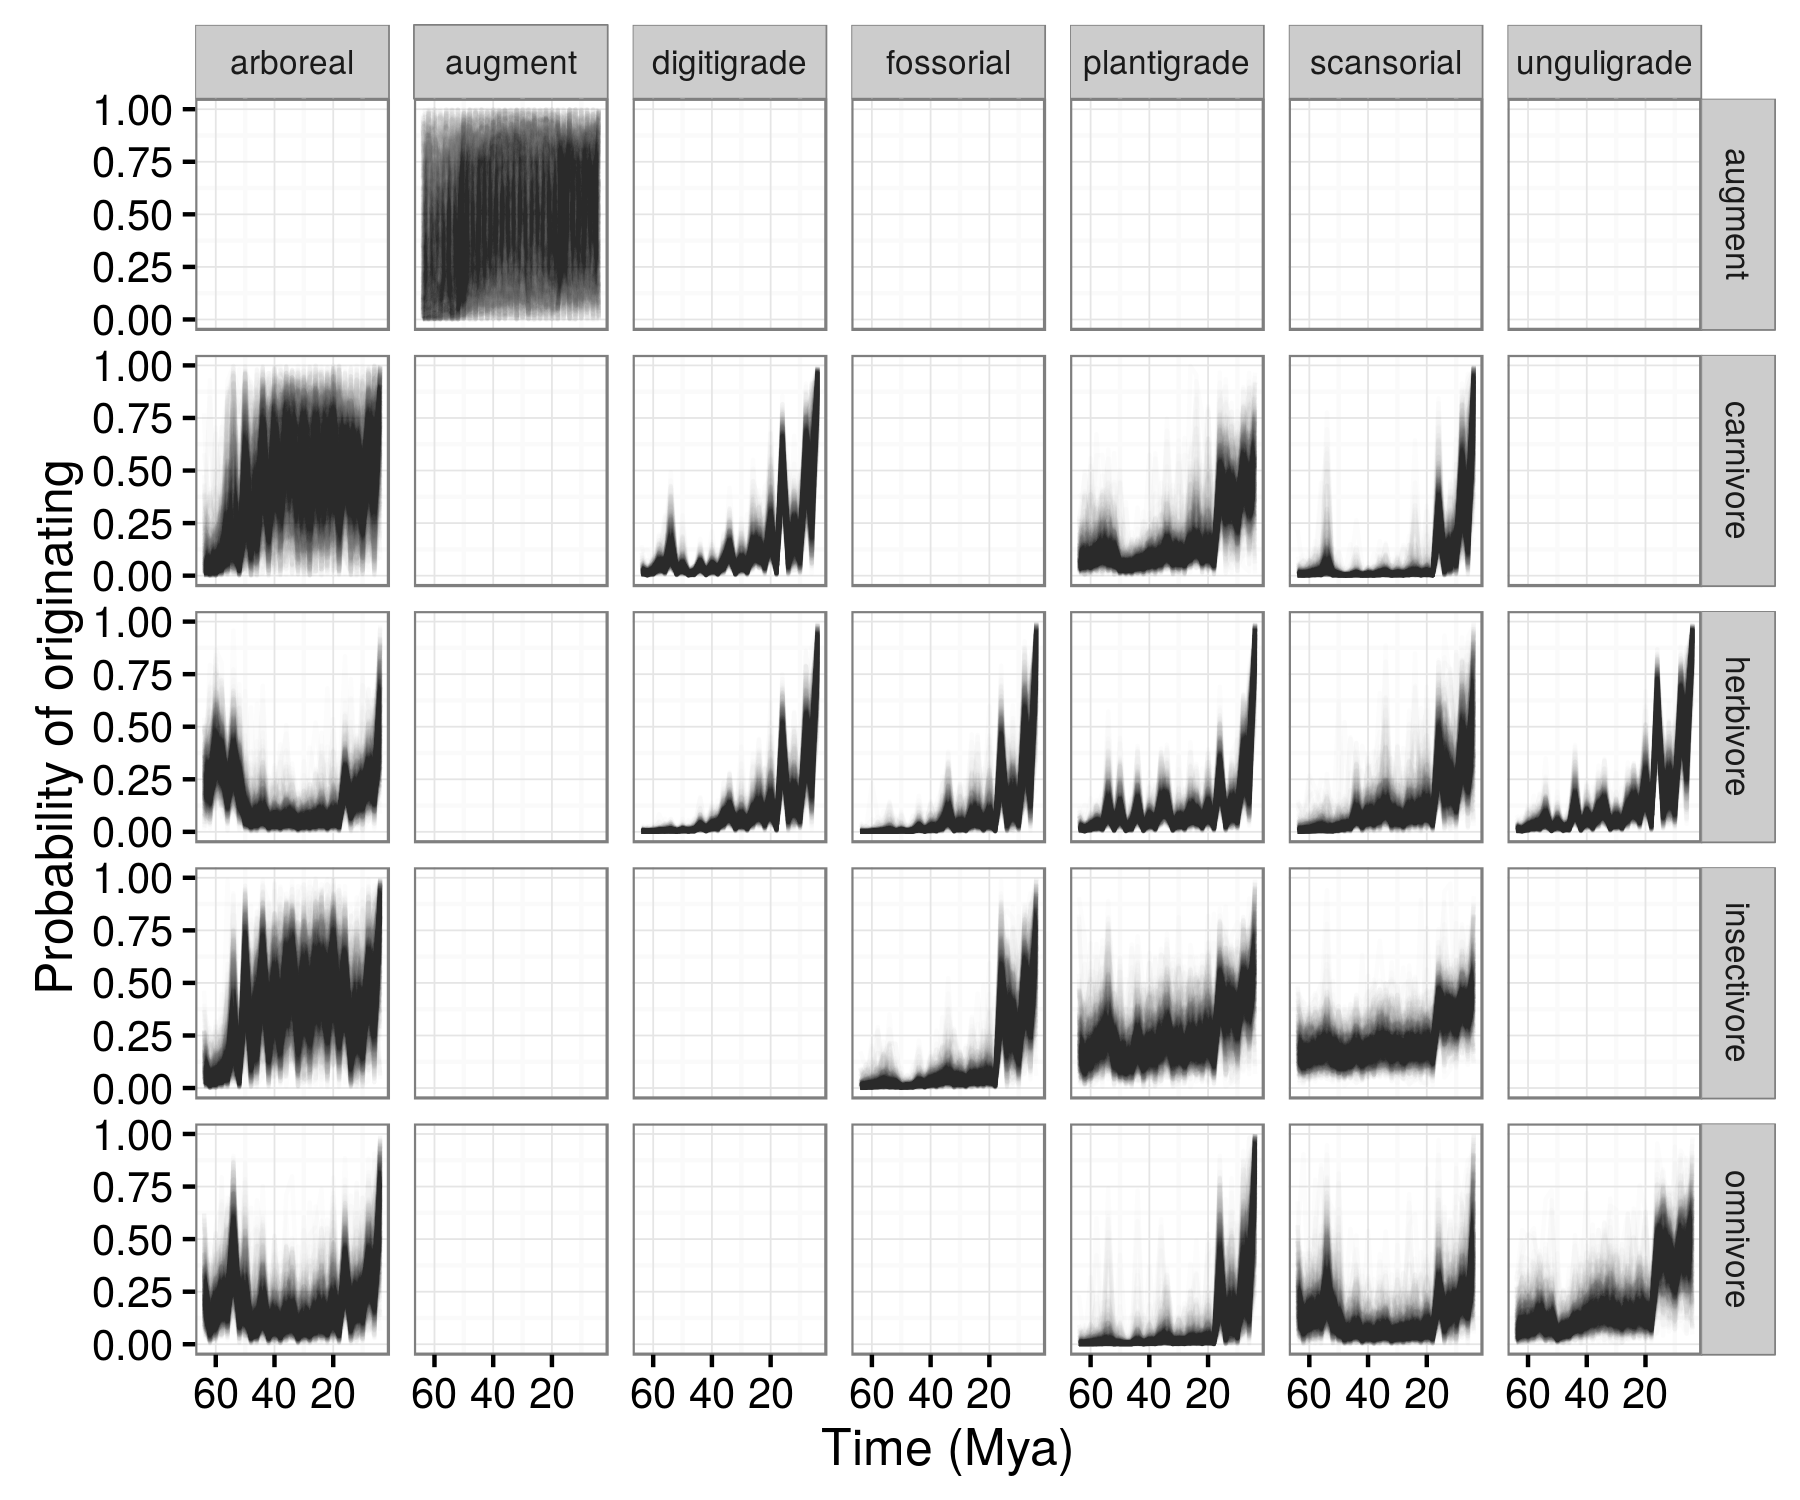 arboreal augment digitigrade fossorial plantigrade scansorial unguligrade
1.00
0.75
0.50
0.25
0.00
augment
1.00
0.75
0.50
0.25
0.00
carnivore
1.00
0.75
0.50
0.25
0.00
herbivore
1.00
0.75
0.50
0.25
0.00
insectivore
1.00
0.75
0.50
0.25
0.00
omnivore
Probability of originating
60 40 20 60 40 20 60 40 20 60 40 20 60 40 20 60 40 20 60 40 20
Time (Mya)